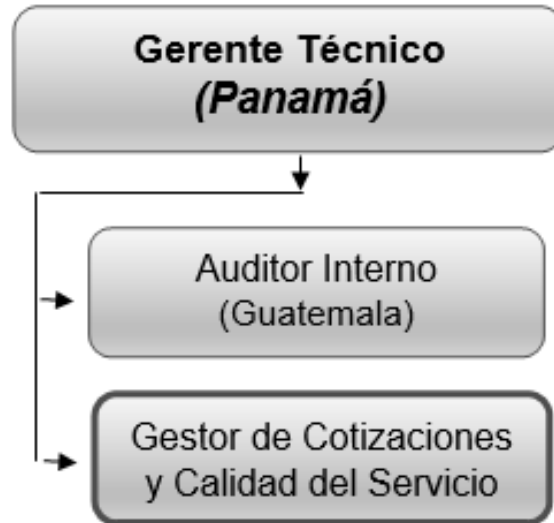 Gerente Técnico
(Panamá)
Auditor Interno
(Guatemala)
Gestor de Cotizaciones
y Calidad del Servicio